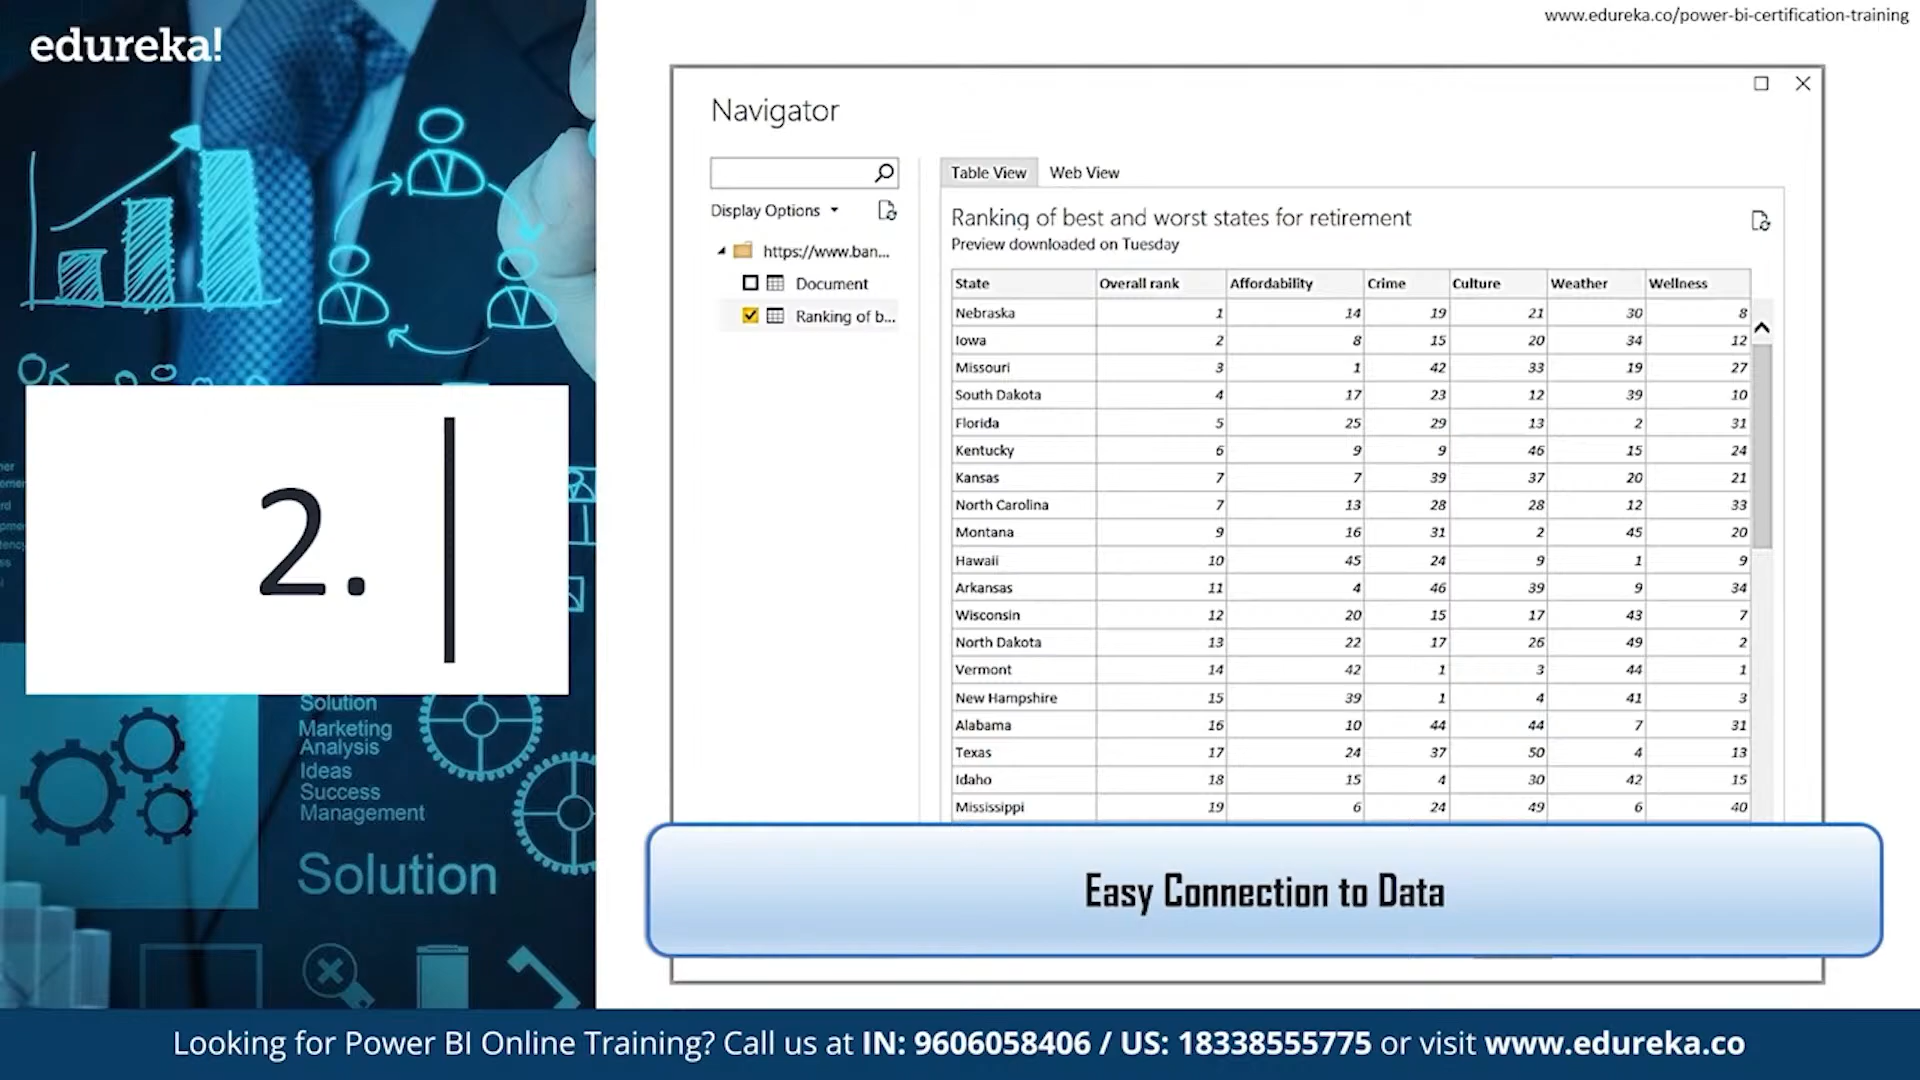 edureka!
www.edureka.co/power-bi-certification-training
Navigator
Table View Web View
Display Options
Ranking of best and worst states for retirement
Preview downloaded on Tuesday
https://www.ban...
Document
Ranking of b...
State Overall rank Affordability Crime Culture Weather Wellness
Nebraska 1 14 19 21 30 8
Iowa 2 8 15 20 34 12
Missouri 3 1 42 33 19 27
South Dakota 4 17 23 12 39 10
Florida 5 25 29 13 2 31
Kentucky 6 9 9 46 15 24
Kansas 7 7 39 37 20 21
North Carolina 7 13 28 28 12 33
Montana 9 16 31 2 45 20
Hawaii 10 45 24 9 1 9
Arkansas 11 4 46 39 9 34
Wisconsin 12 20 15 17 43 7
North Dakota 13 22 17 26 49 2
Vermont 14 42 1 3 44 1
New Hampshire 15 39 1 4 41 3
Alabama 16 10 44 44 7 31
Texas 17 24 37 50 4 13
Idaho 18 15 4 30 42 15
Mississippi 19 6 24 49 6 40
2.
Solution
Marketing
Analysis
Ideas
Success
Management
Solution
Easy Connection to Data
Looking for Power BI Online Training? Call us at IN: 9606058406 / US: 18338555775 or visit www.edureka.co